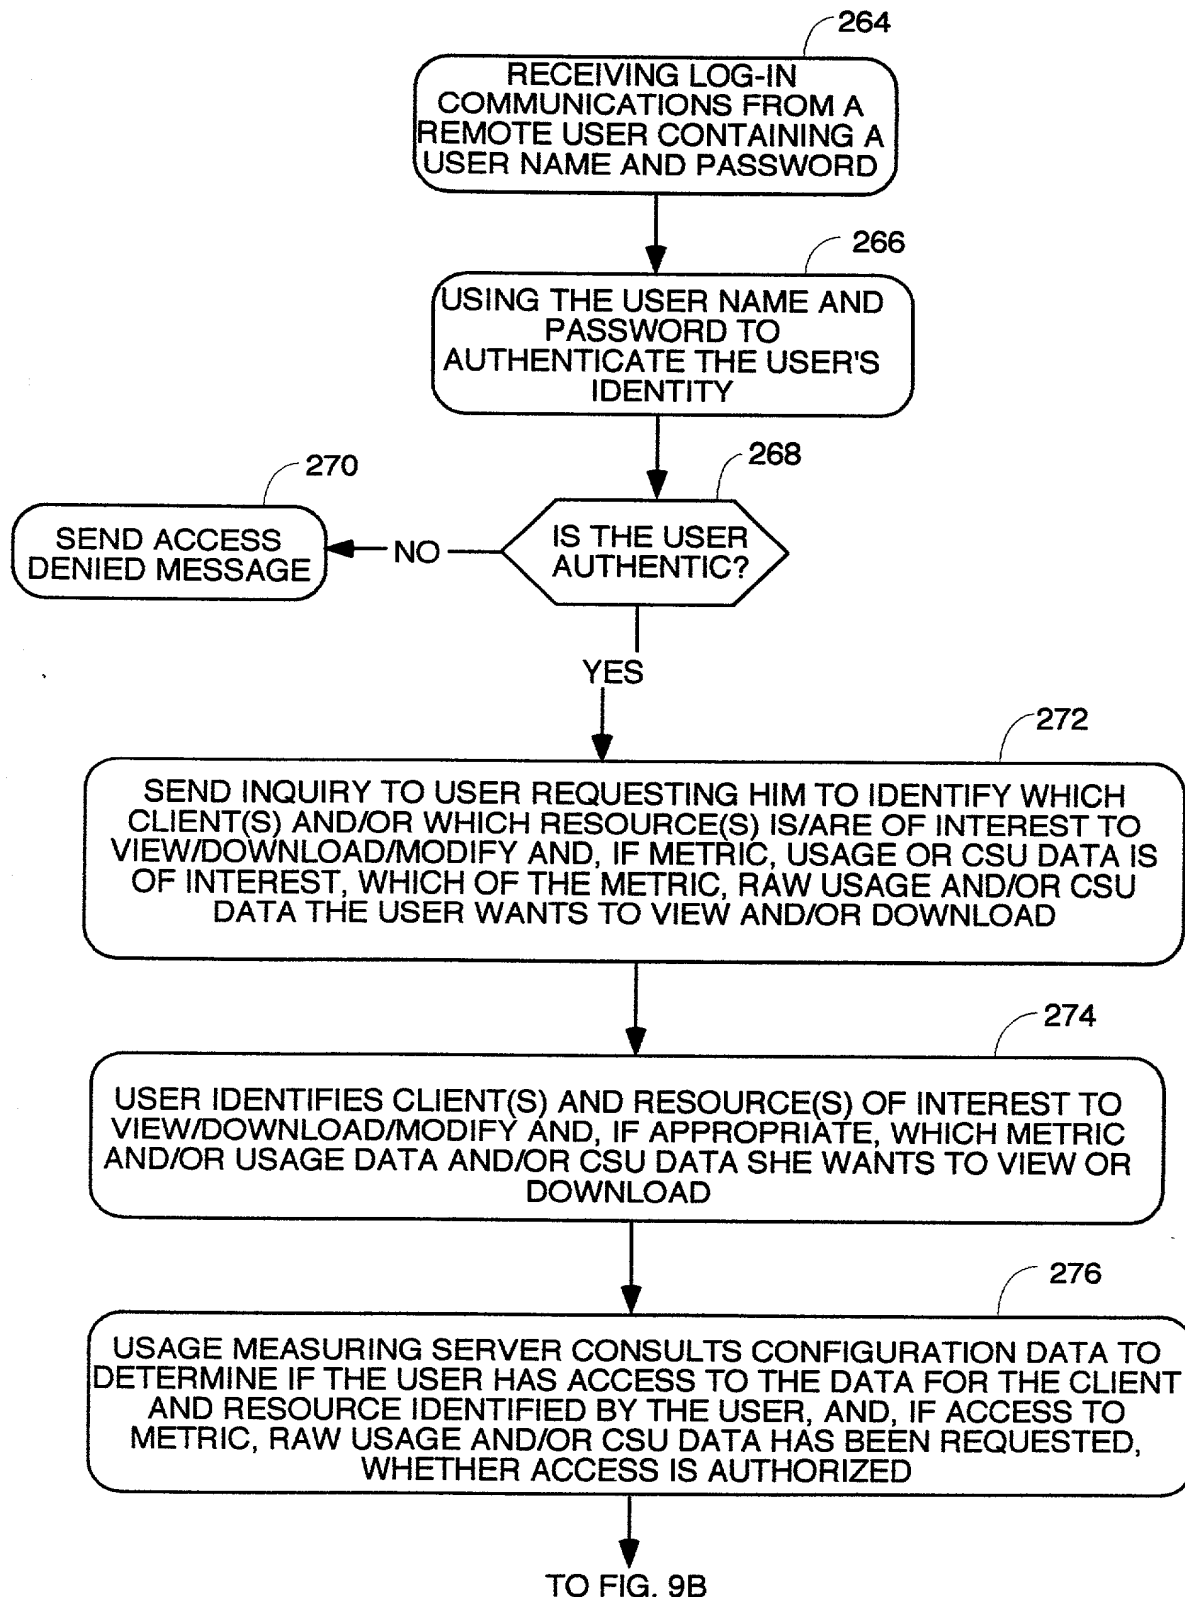 264
RECEIVING LOG-IN
COMMUNICATIONS FROM A
REMOTE USER CONTAINING A
USER NAME AND PASSWORD
266
USING THE USER NAME AND
PASSWORD TO
AUTHENTICATE THE USER'S
IDENTITY
268
270
IS THE USER
AUTHENTIC?
NO
SEND ACCESS
DENIED MESSAGE
YES
272
SEND INQUIRY TO USER REQUESTING HIM TO IDENTIFY WHICH
CLIENT(S) AND/OR WHICH RESOURCE(S) IS/ARE OF INTEREST TO
VIEW/DOWNLOAD/MODIFY AND, IF METRIC, USAGE OR CSU DATA IS
OF INTEREST, WHICH OF THE METRIC, RAW USAGE AND/OR CSU
DATA THE USER WANTS TO VIEW AND/OR DOWNLOAD
274
USER IDENTIFIES CLIENT(S) AND RESOURCE(S) OF INTEREST TO
VIEW/DOWNLOAD/MODIFY AND, IF APPROPRIATE, WHICH METRIC
AND/OR USAGE DATA AND/OR CSU DATA SHE WANTS TO VIEW OR
DOWNLOAD
276
USAGE MEASURING SERVER CONSULTS CONFIGURATION DATA TO
DETERMINE IF THE USER HAS ACCESS TO THE DATA FOR THE CLIENT
AND RESOURCE IDENTIFIED BY THE USER, AND, IF ACCESS TO
METRIC, RAW USAGE AND/OR CSU DATA HAS BEEN REQUESTED,
WHETHER ACCESS IS AUTHORIZED
TO FIG. 9B